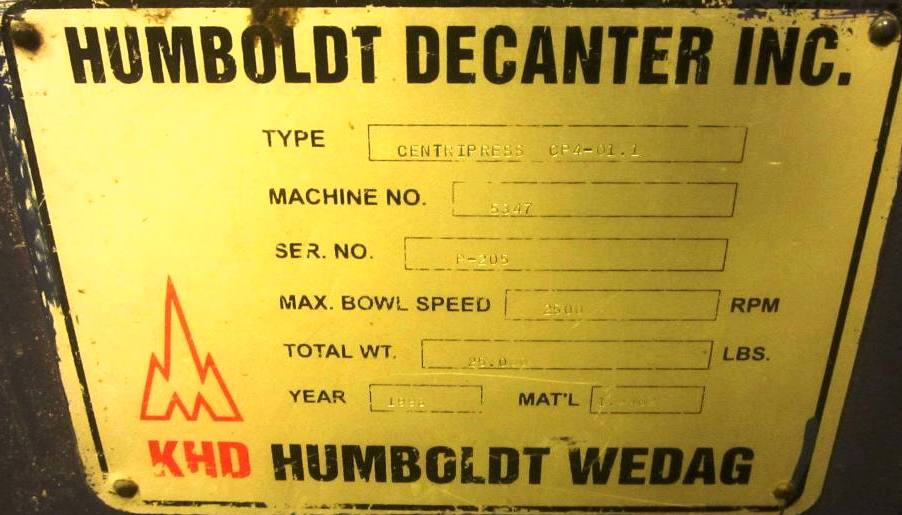 HUMBOLDT DECANTER INC.
TYPE CENTRIPRESS CP4-01.1
MACHINE NO. 5347
SER. NO. P-205
MAX. BOWL SPEED 2500 RPM
TOTAL WT. LBS.
YEAR MAT'L
KHD HUMBOLDT WEDAG